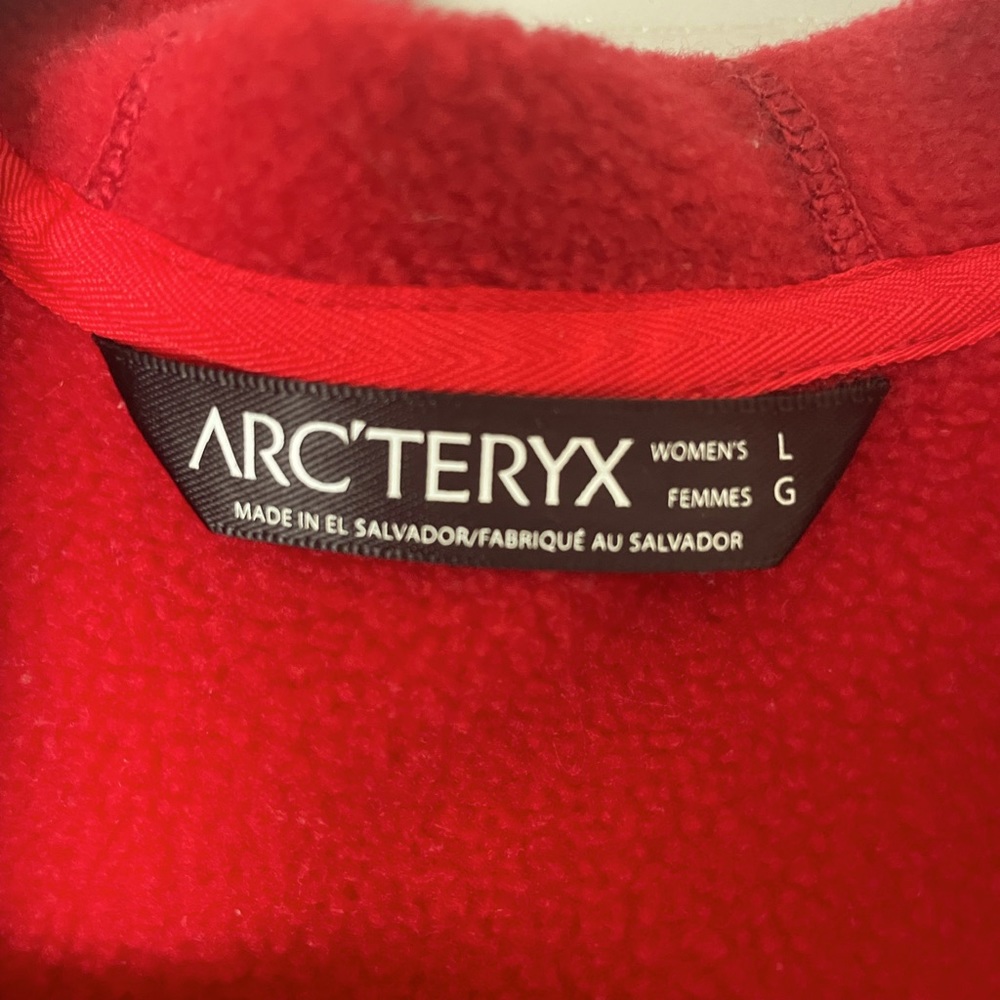 ARC'TERYX WOMEN'S L
FEMMES G
MADE IN EL SALVADOR/FABRIQUÉ AU SALVADOR